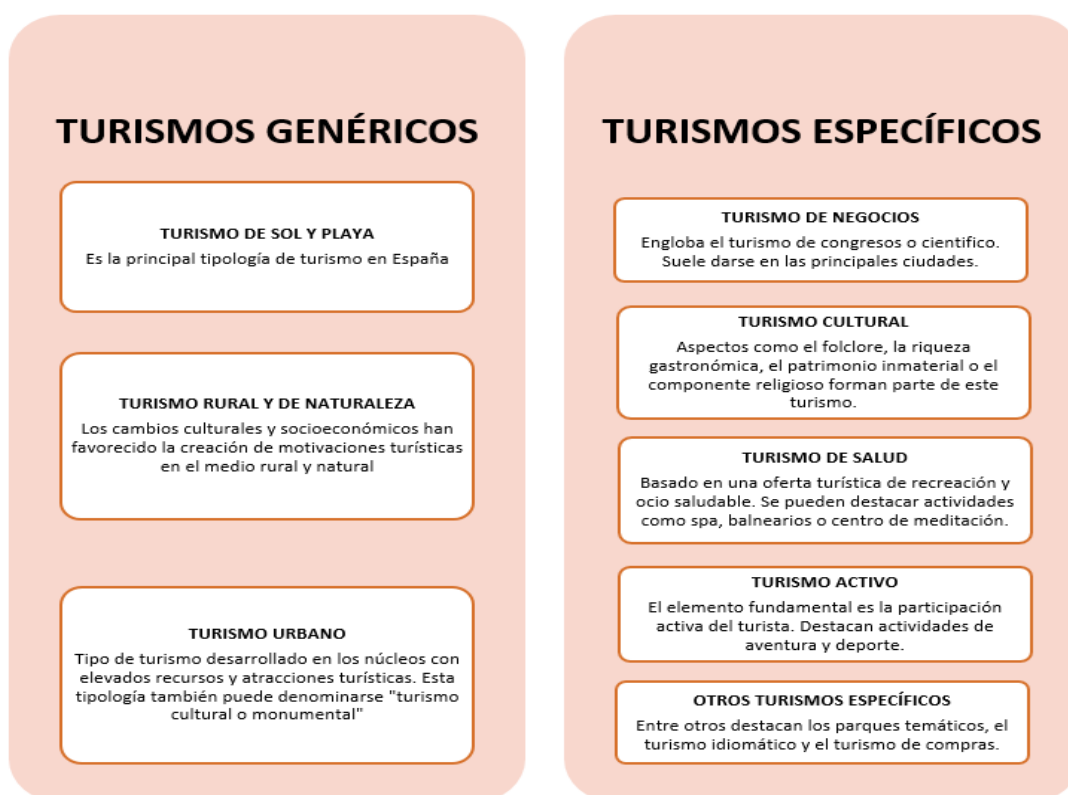 TURISMOS GENÉRICOS
TURISMO DE SOL Y PLAYA
Es la principal tipología de turismo en España
TURISMO RURAL Y DE NATURALEZA
Los cambios culturales y socioeconómicos han
favorecido la creación de motivaciones turísticas
en el medio rural y natural
TURISMO URBANO
Tipo de turismo desarrollado en los núcleos con
elevados recursos y atracciones turísticas. Esta
tipología también puede denominarse "turismo
cultural o monumental"
TURISMOS ESPECÍFICOS
TURISMO DE NEGOCIOS
Engloba el turismo de congresos o cientifico.
Suele darse en las principales ciudades.
TURISMO CULTURAL
Aspectos como el folclore, la riqueza
gastronómica, el patrimonio inmaterial o el
componente religioso forman parte de este
turismo.
TURISMO DE SALUD
Basado en una oferta turística de recreación y
ocio saludable. Se pueden destacar actividades
como spa, balnearios o centro de meditación.
TURISMO ACTIVO
El elemento fundamental es la participación
activa del turista. Destacan actividades de
aventura y deporte.
OTROS TURISMOS ESPECÍFICOS
Entre otros destacan los parques temáticos, el
turismo idiomático y el turismo de compras.